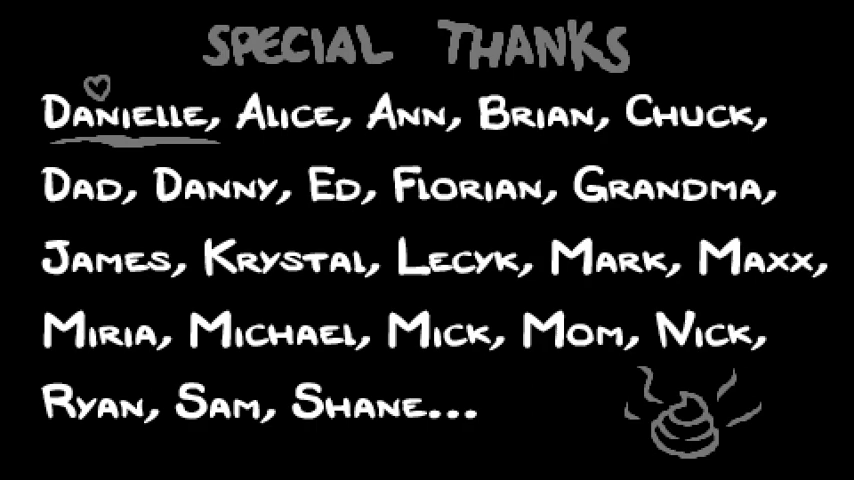 SPECIAL THANKS
DANIELLE, ALICE, ANN, BRIAN, CHUCK,
DAD, DANNY, ED, FLORIAN, GRANDMA,
JAMES, KRYSTAL, LECYK, MARK, MAXX,
MIRIA, MICHAEL, MICK, MOM, NICK,
RYAN, SAM, SHANE...